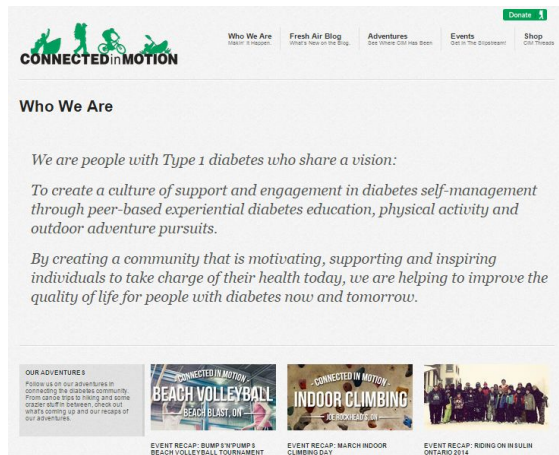 Donate
CONNECTEDinMOTION
Who We Are
Makin' it Happen.
Fresh Air Blog
What's New on the Blog.
Adventures
See Where CIM Has Been
Events
Get In The Slipstream!
Shop
CIM Threads
Who We Are
We are people with Type 1 diabetes who share a vision:
To create a culture of support and engagement in diabetes self-management
through peer-based experiential diabetes education, physical activity and
outdoor adventure pursuits.
By creating a community that is motivating, supporting and inspiring
individuals to take charge of their health today, we are helping to improve the
quality of life for people with diabetes now and tomorrow.
OUR ADVENTURES
Follow us on our adventures in
connecting the diabetes community.
From canoe trips to hiking and some
crazier stuff in between, check out
what's coming up and our recaps of
our adventures.
- CONNECTED IN MOTION -
BEACH VOLLEYBALL
BEACH BLAST, ON
EVENT RECAP: BUMPS'N'PUMPS
BEACH VOLLEYBALL TOURNAMENT
- CONNECTED IN MOTION -
INDOOR CLIMBING
JOE ROCKHEAD'S, ON
EVENT RECAP: MARCH INDOOR
CLIMBING DAY
EVENT RECAP: RIDING ON INSULIN
ONTARIO 2014